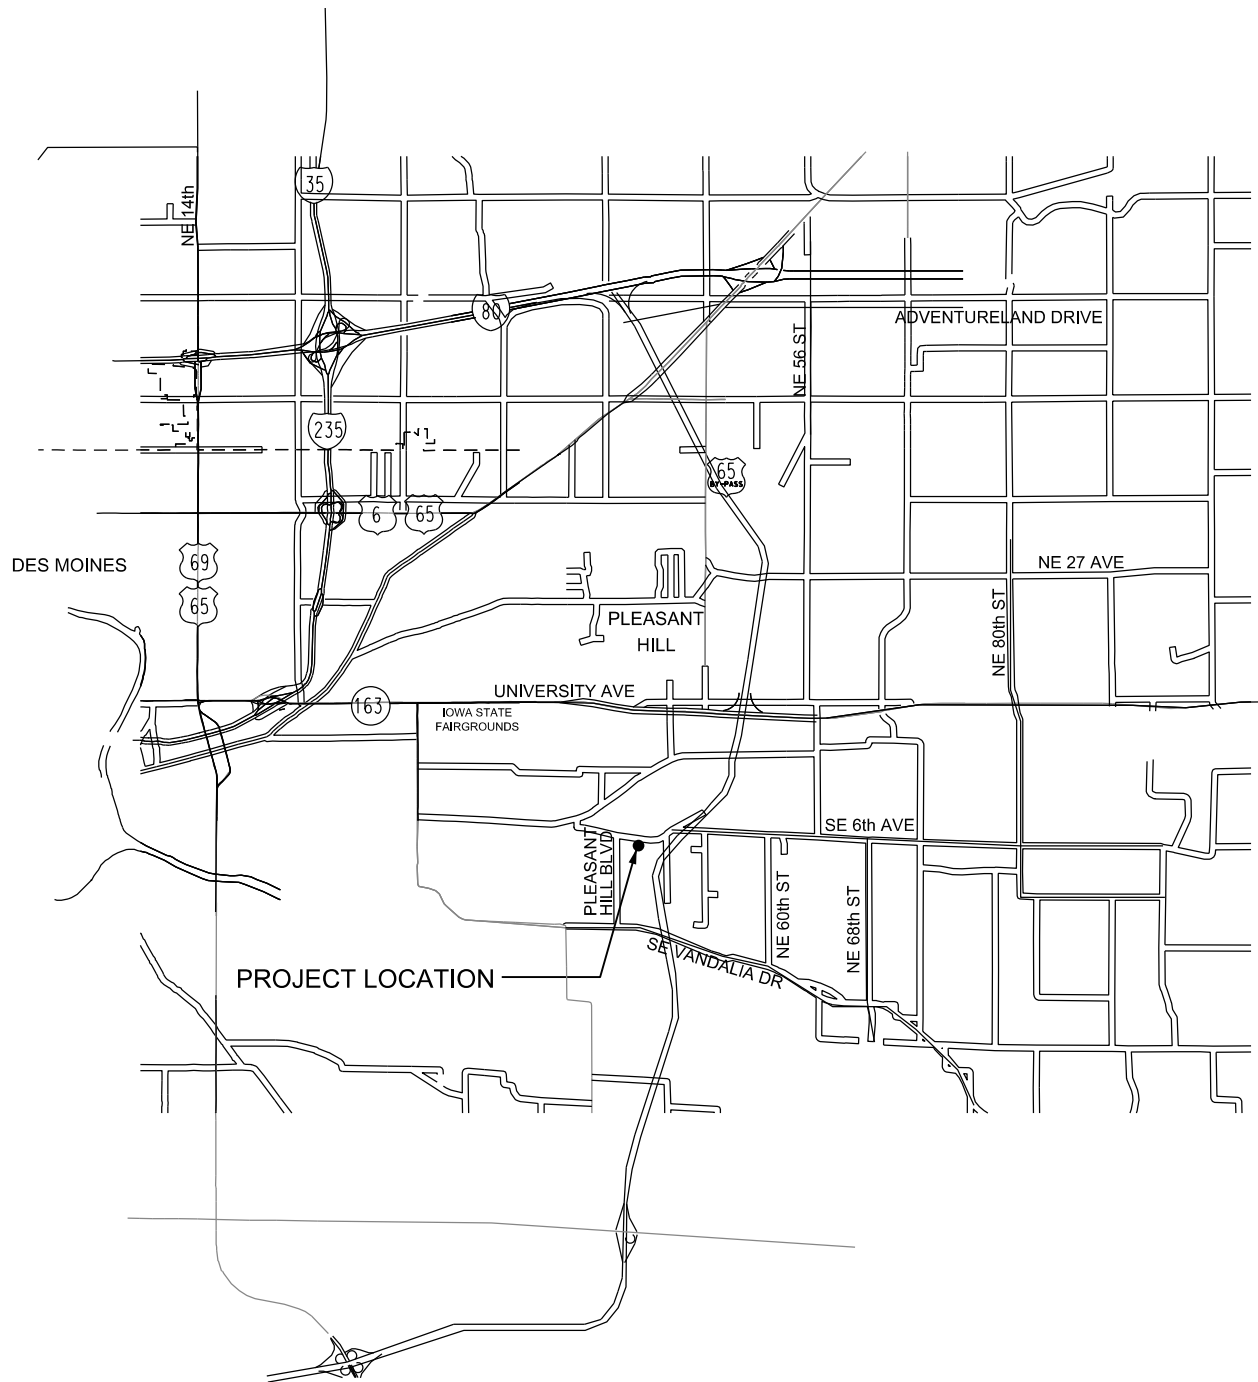 35
NE 14th
80
ADVENTURELAND DRIVE
NE 56 ST
235
65
BY-PASS
6
65
DES MOINES
69
65
NE 27 AVE
PLEASANT
HILL
NE 80th ST
UNIVERSITY AVE
163
IOWA STATE
FAIRGROUNDS
SE 6th AVE
PLEASANT
HILL BLVD
NE 60th ST
NE 68th ST
SE VANDALIA DR
PROJECT LOCATION